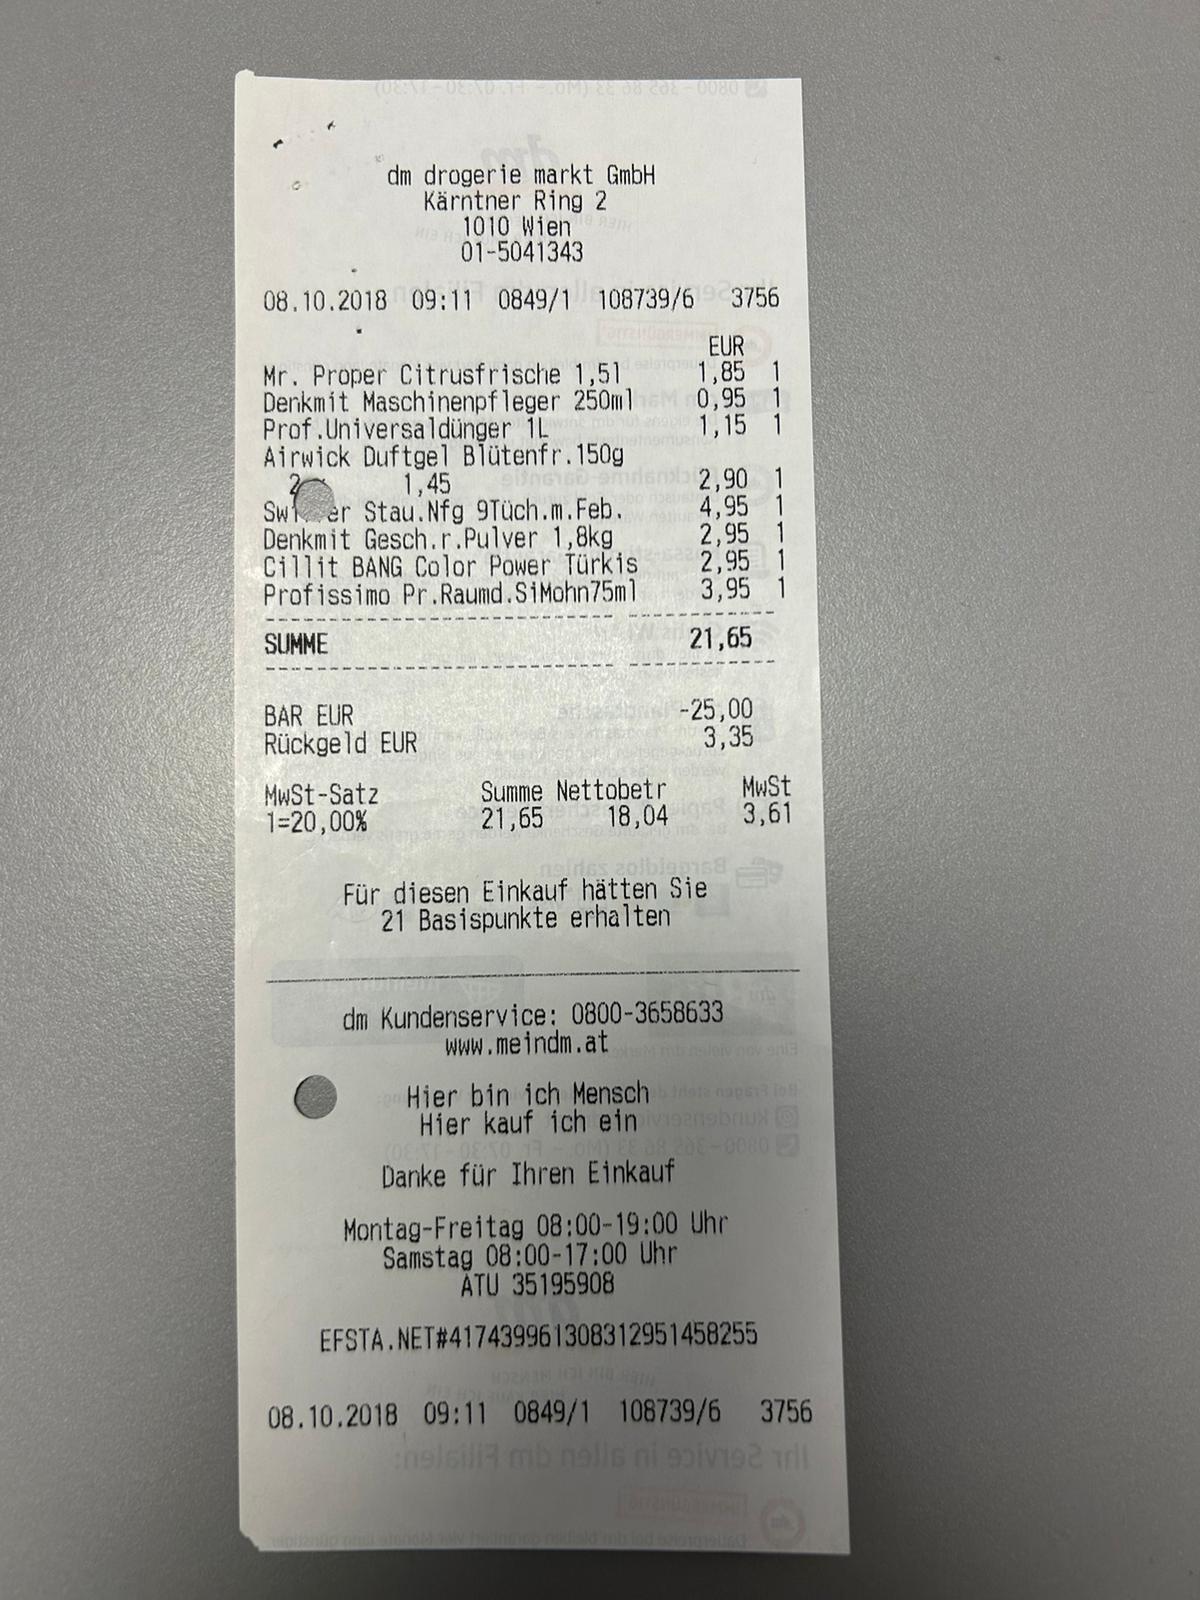 dm drogerie markt GmbH
Kärntner Ring 2
1010 Wien
01-5041343
08.10.2018 09:11 0849/1 108739/6 3756
EUR
Mr. Proper Citrusfrische 1,5l 1,85 1
Denkmit Maschinenpfleger 250ml 0,95 1
Prof.Universaldünger 1L 1,15 1
Airwick Duftgel Blütenfr.150g
2 1,45 2,90 1
Stau.Nfg 9Tüch.m.Feb. 4,95 1
Denkmit Gesch.r.Pulver 1,8kg 2,95 1
Cillit BANG Color Power Türkis 2,95 1
Profissimo Pr.Raumd.SiMohn75ml 3,95 1
SUMME 21,65
BAR EUR -25,00
Rückgeld EUR 3,35
MwSt-Satz Summe Nettobetr MwSt
1=20,00% 21,65 18,04 3,61
Für diesen Einkauf hätten Sie
21 Basispunkte erhalten
dm Kundenservice: 0800-3658633
www.meindm.at
Hier bin ich Mensch
Hier kauf ich ein
Danke für Ihren Einkauf
Montag-Freitag 08:00-19:00 Uhr
Samstag 08:00-17:00 Uhr
ATU 35195908
EFSTA.NET#4174399613083129514​58255
08.10.2018 09:11 0849/1 108739/6 3756